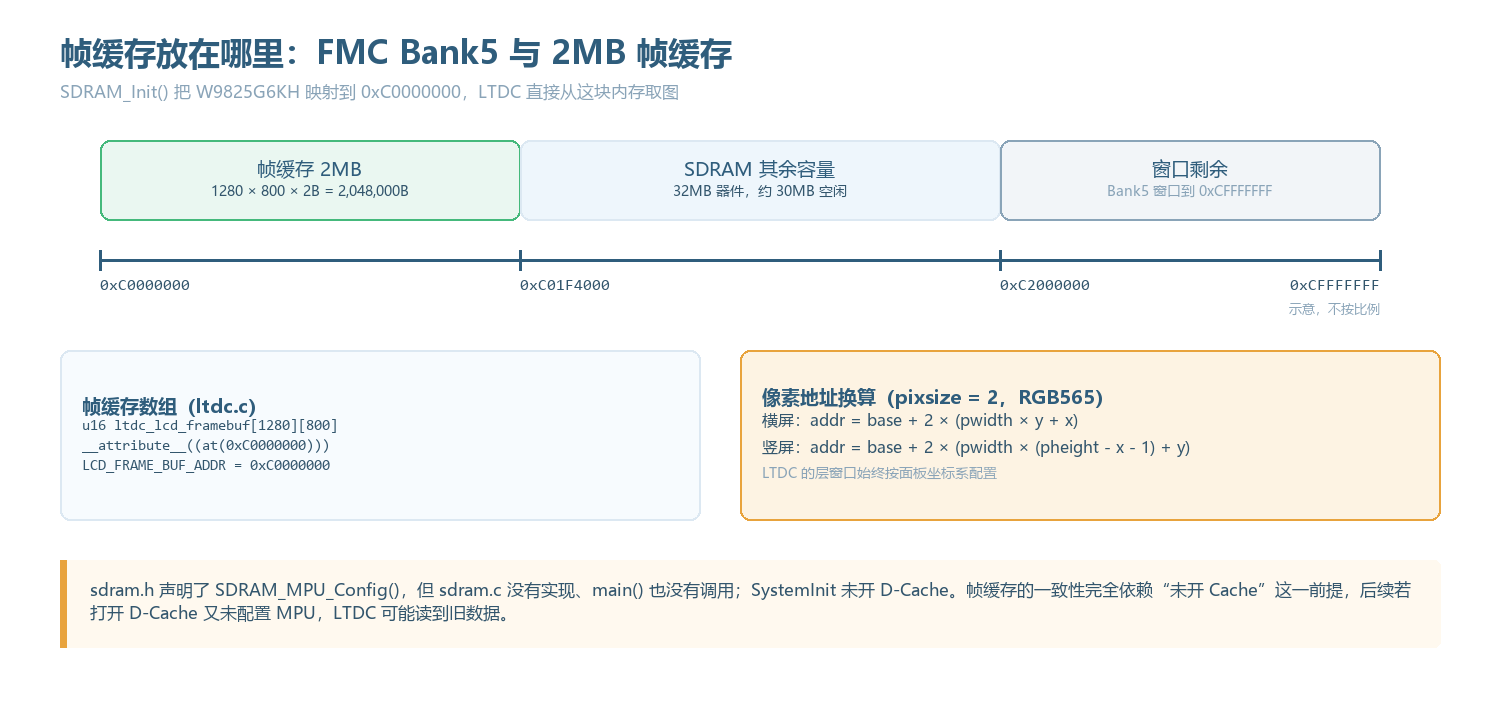 帧缓存放在哪里：FMC Bank5 与 2MB 帧缓存
SDRAM_Init() 把 W9825G6KH 映射到 0xC0000000，LTDC 直接从这块内存取图
帧缓存 2MB
1280 × 800 × 2B = 2,048,000B
SDRAM 其余容量
32MB 器件，约 30MB 空闲
窗口剩余
Bank5 窗口到 0xCFFFFFFF
0xC0000000
0xC01F4000
0xC2000000
0xCFFFFFFF
示意，不按比例
帧缓存数组（ltdc.c）
u16 ltdc_lcd_framebuf[1280][800]
__attribute__((at(0xC0000000)))
LCD_FRAME_BUF_ADDR = 0xC0000000
像素地址换算（pixsize = 2，RGB565）
横屏：addr = base + 2 × (pwidth × y + x)
竖屏：addr = base + 2 × (pwidth × (pheight - x - 1) + y)
LTDC 的层窗口始终按面板坐标系配置
sdram.h 声明了 SDRAM_MPU_Config()，但 sdram.c 没有实现、main() 也没有调用；SystemInit 未开 D-Cache。帧缓存的一致性完全依赖“未开 Cache”这一前提，后续若
打开 D-Cache 又未配置 MPU，LTDC 可能读到旧数据。